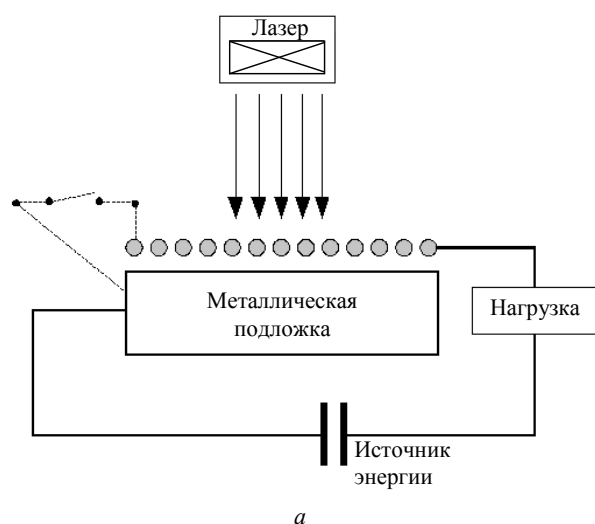 Лазер
Металлическая
подложка
Нагрузка
Источник
энергии
а